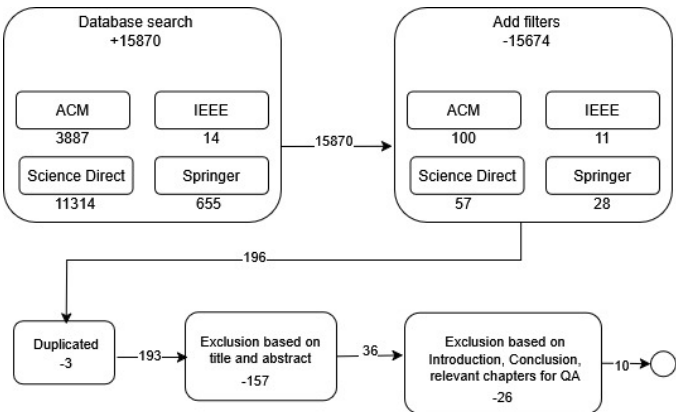 Database search
+15870
ACM
3887
IEEE
14
Science Direct
11314
Springer
655
15870
Add filters
-15674
ACM
100
IEEE
11
Science Direct
57
Springer
28
196
Duplicated
-3
193
Exclusion based on
title and abstract
-157
36
Exclusion based on
Introduction, Conclusion,
relevant chapters for QA
-26
10